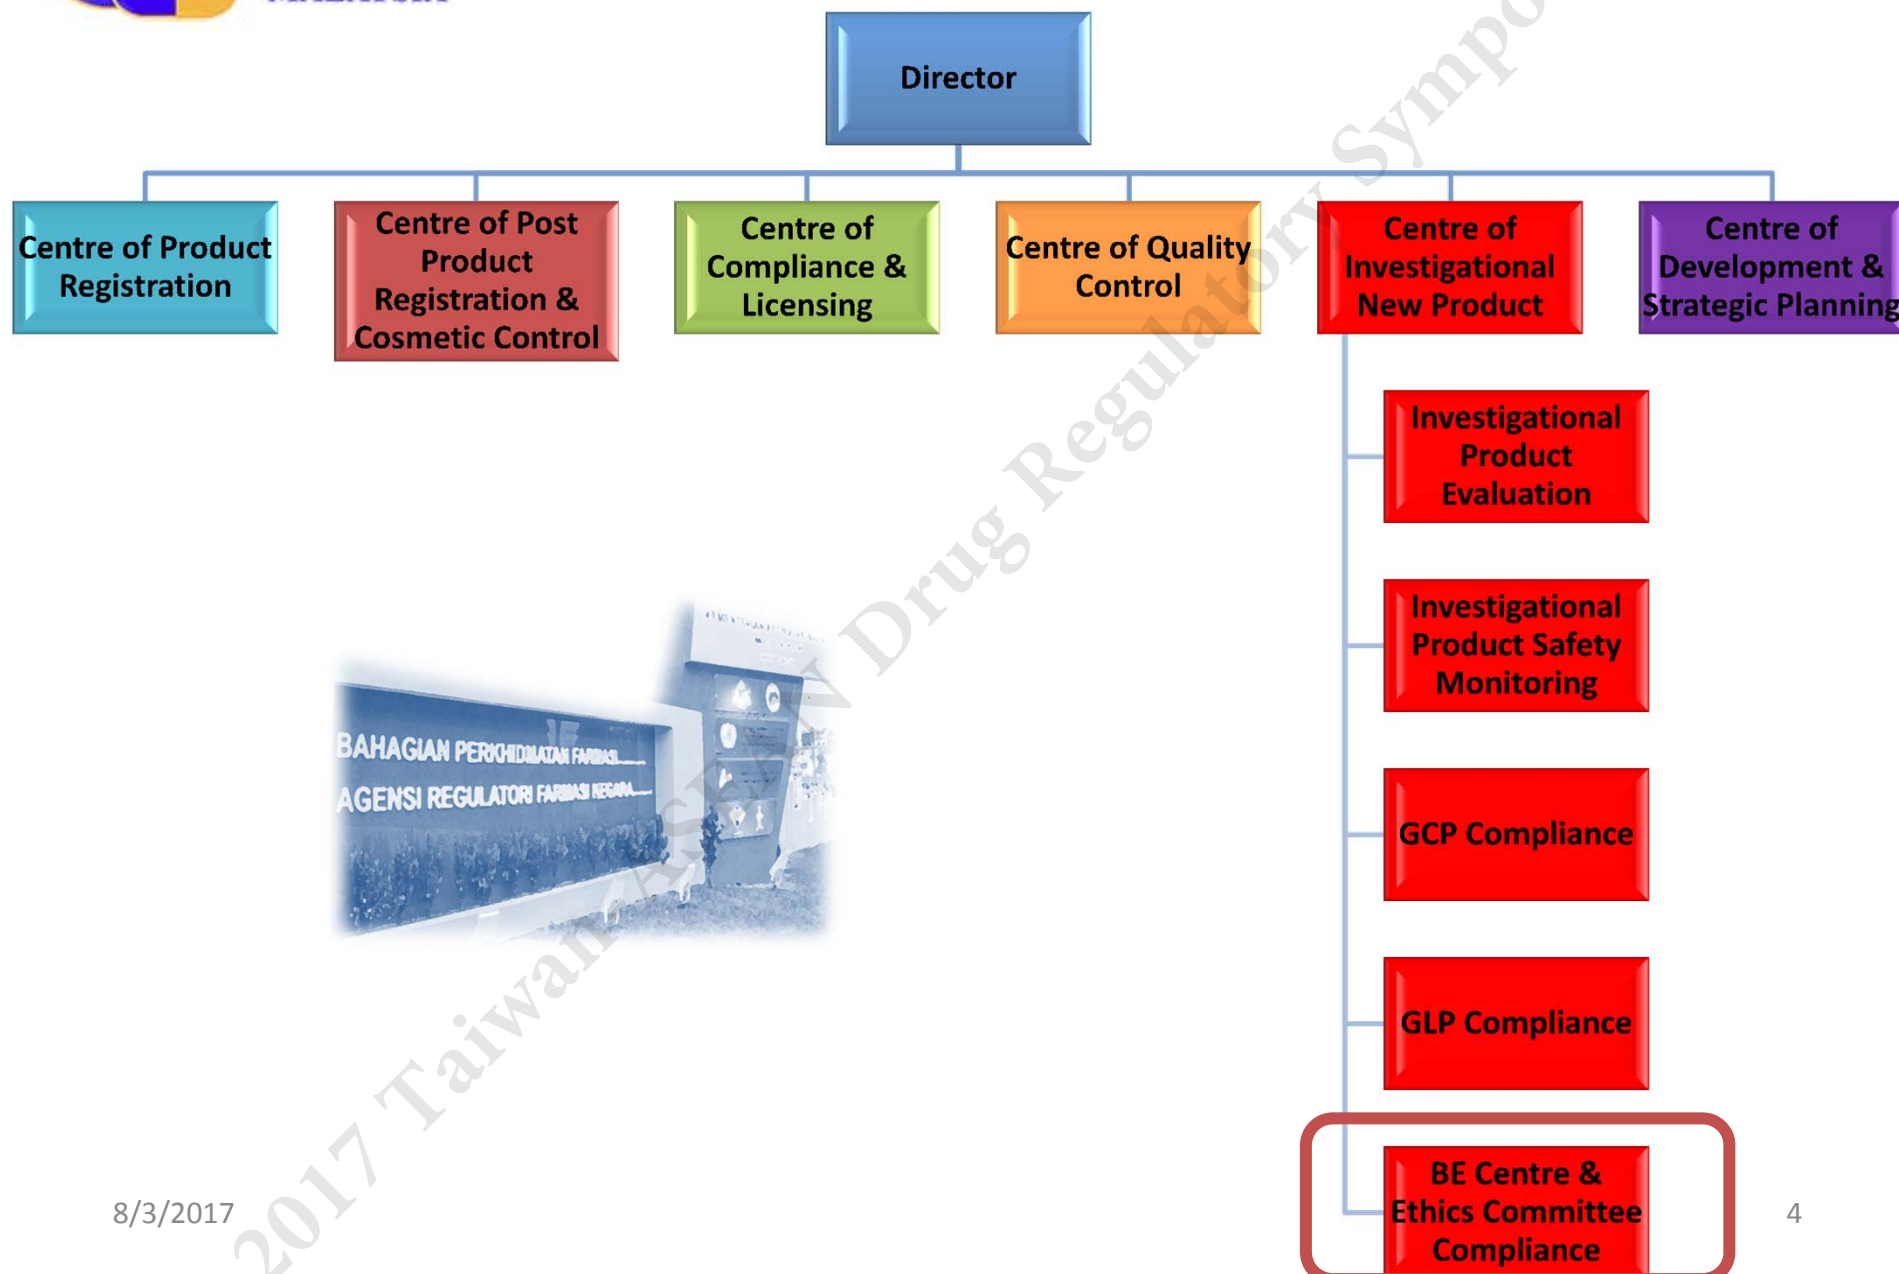 MALAYSIA
Director
Centre of Product
Registration
Centre of Post
Product
Registration &
Cosmetic Control
Centre of
Compliance &
Licensing
Centre of Quality
Control
Centre of
Investigational
New Product
Centre of
Development &
Strategic Planning
Investigational
Product
Evaluation
Investigational
Product Safety
Monitoring
GCP Compliance
GLP Compliance
BE Centre &
Ethics Committee
Compliance
BAHAGIAN PERKHIDMATAN FARMASI
AGENSI REGULATORI FARMASI NEGARA
2017 Taiwan-ASEAN Drug Regulatory Sympo
8/3/2017
4